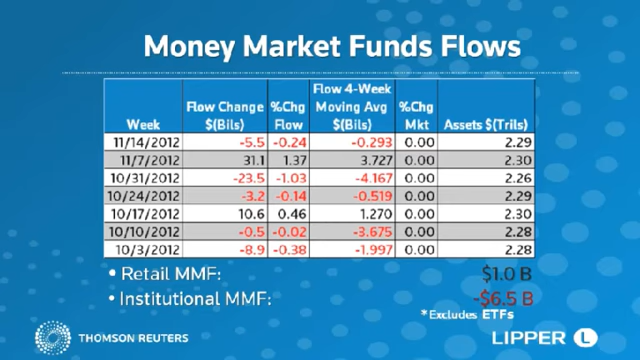 Money Market Funds Flows
Week Flow Change $(Bils) %Chg Flow Flow 4-Week Moving Avg $(Bils) %Chg Mkt Assets $(Trils)
11/14/2012 -5.5 -0.24 -0.293 0.00 2.29
11/7/2012 31.1 1.37 3.727 0.00 2.30
10/31/2012 -23.5 -1.03 -4.167 0.00 2.26
10/24/2012 -3.2 -0.14 -0.519 0.00 2.29
10/17/2012 10.6 0.46 1.270 0.00 2.30
10/10/2012 -0.5 -0.02 -3.675 0.00 2.28
10/3/2012 -8.9 -0.38 -1.997 0.00 2.28
• Retail MMF: $1.0 B
• Institutional MMF: -$6.5 B
*Excludes ETFs
THOMSON REUTERS
LIPPER L